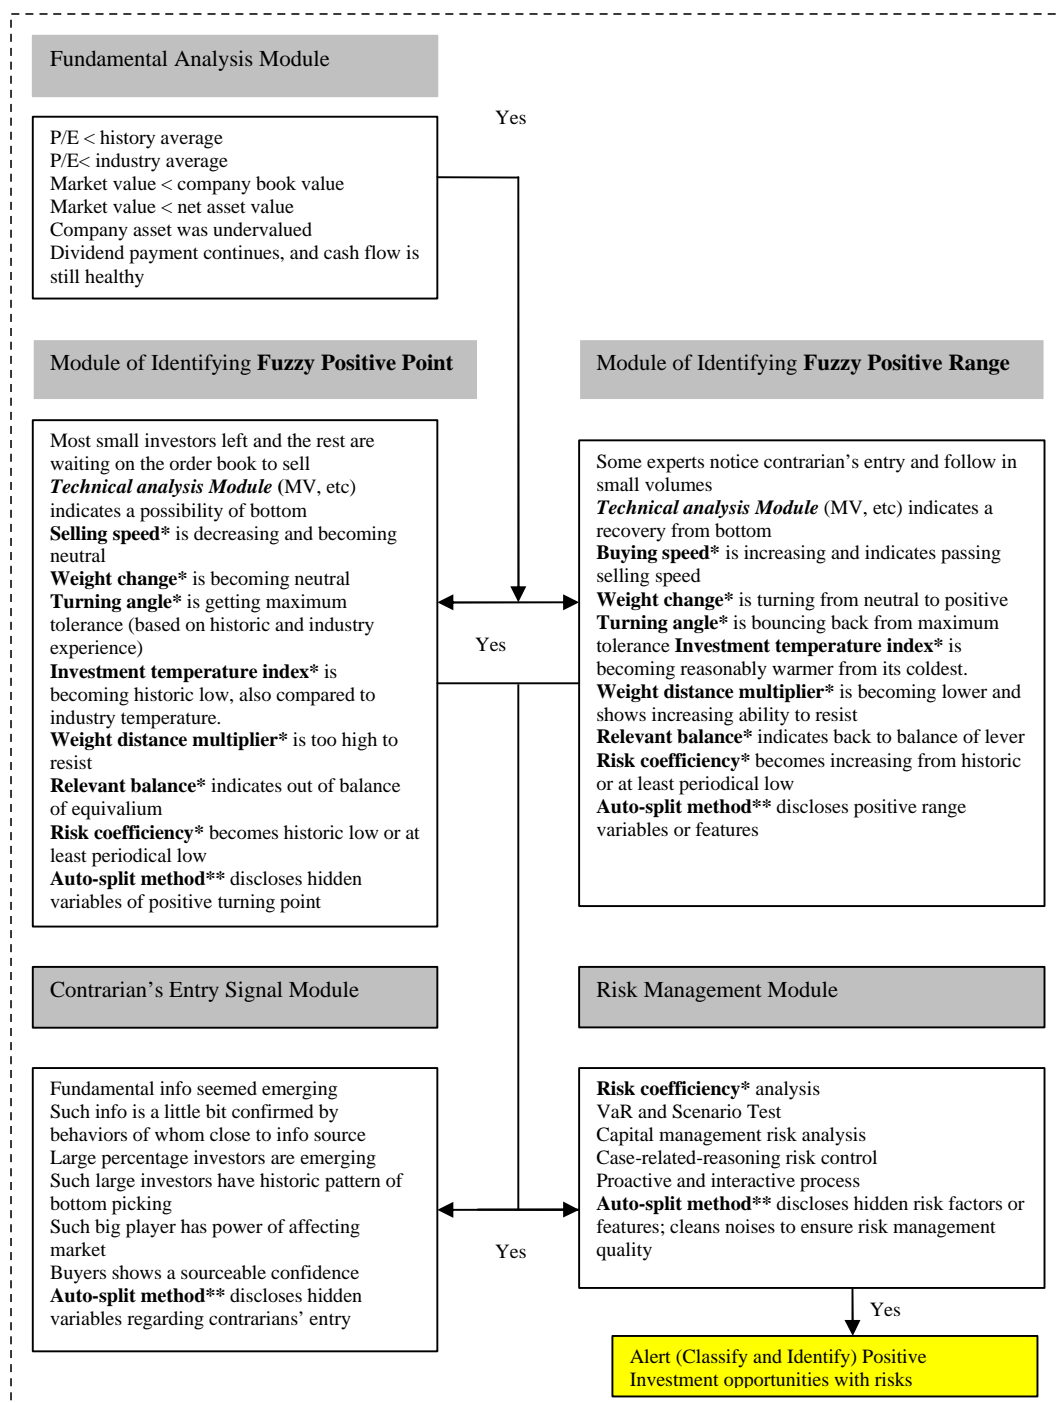 Fundamental Analysis Module
Yes
P/E < history average
P/E< industry average
Market value < company book value
Market value < net asset value
Company asset was undervalued
Dividend payment continues, and cash flow is
still healthy
Module of Identifying Fuzzy Positive Point
Most small investors left and the rest are
waiting on the order book to sell
Technical analysis Module (MV, etc)
indicates a possibility of bottom
Selling speed* is decreasing and becoming
neutral
Weight change* is becoming neutral
Turning angle* is getting maximum
tolerance (based on historic and industry
experience)
Investment temperature index* is
becoming historic low, also compared to
industry temperature.
Weight distance multiplier* is too high to
resist
Relevant balance* indicates out of balance
of equivalium
Risk coefficiency* becomes historic low or at
least periodical low
Auto-split method** discloses hidden
variables of positive turning point
Module of Identifying Fuzzy Positive Range
Some experts notice contrarian's entry and follow in
small volumes
Technical analysis Module (MV, etc) indicates a
recovery from bottom
Buying speed* is increasing and indicates passing
selling speed
Weight change* is turning from neutral to positive
Turning angle* is bouncing back from maximum
tolerance Investment temperature index* is
becoming reasonably warmer from its coldest.
Weight distance multiplier* is becoming lower and
shows increasing ability to resist
Relevant balance* indicates back to balance of lever
Risk coefficiency* becomes increasing from historic
or at least periodical low
Auto-split method** discloses positive range
variables or features
Yes
Contrarian's Entry Signal Module
Fundamental info seemed emerging
Such info is a little bit confirmed by
behaviors of whom close to info source
Large percentage investors are emerging
Such large investors have historic pattern of
bottom picking
Such big player has power of affecting
market
Buyers shows a sourceable confidence
Auto-split method** discloses hidden
variables regarding contrarians' entry
Risk Management Module
Risk coefficiency* analysis
VaR and Scenario Test
Capital management risk analysis
Case-related-reasoning risk control
Proactive and interactive process
Auto-split method** discloses hidden risk factors or
features; cleans noises to ensure risk management
quality
Yes
Yes
Alert (Classify and Identify) Positive
Investment opportunities with risks